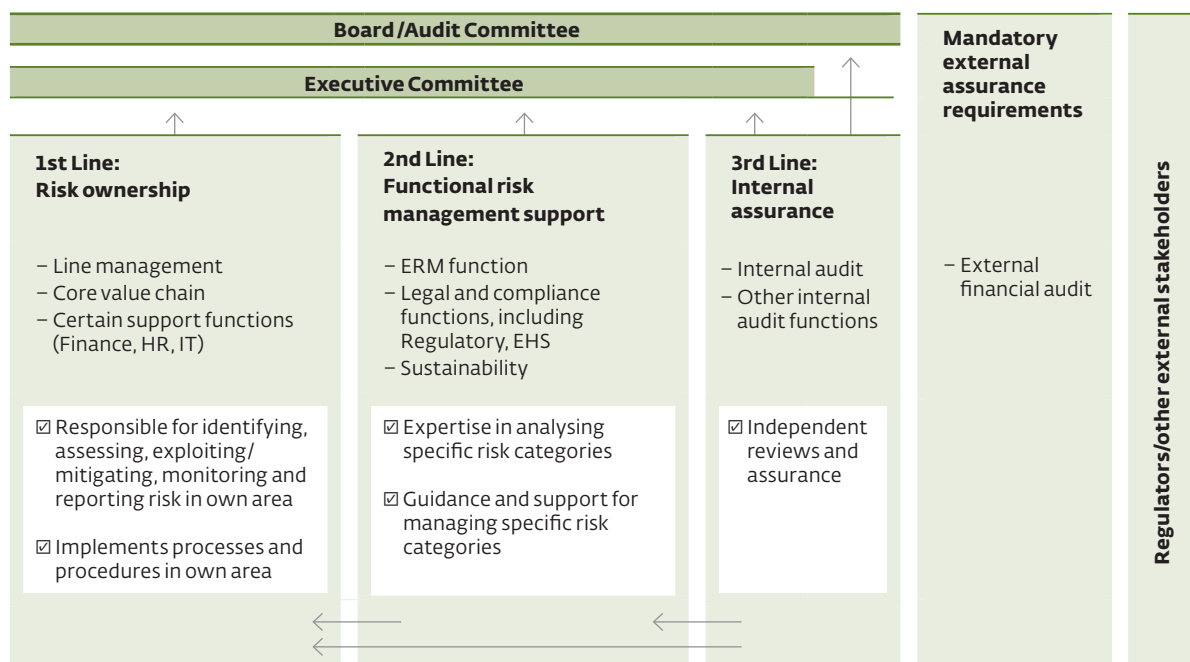 Board/Audit Committee
Executive Committee
1st Line:
Risk ownership
– Line management
– Core value chain
– Certain support functions
(Finance, HR, IT)
☑ Responsible for identifying,
assessing, exploiting/
mitigating, monitoring and
reporting risk in own area
☑ Implements processes and
procedures in own area
2nd Line:
Functional risk
management support
– ERM function
– Legal and compliance
functions, including
Regulatory, EHS
– Sustainability
☑ Expertise in analysing
specific risk categories
☑ Guidance and support for
managing specific risk
categories
3rd Line:
Internal
assurance
– Internal audit
– Other internal
audit functions
☑ Independent
reviews and
assurance
Mandatory
external
assurance
requirements
– External
financial audit
Regulators/other external stakeholders